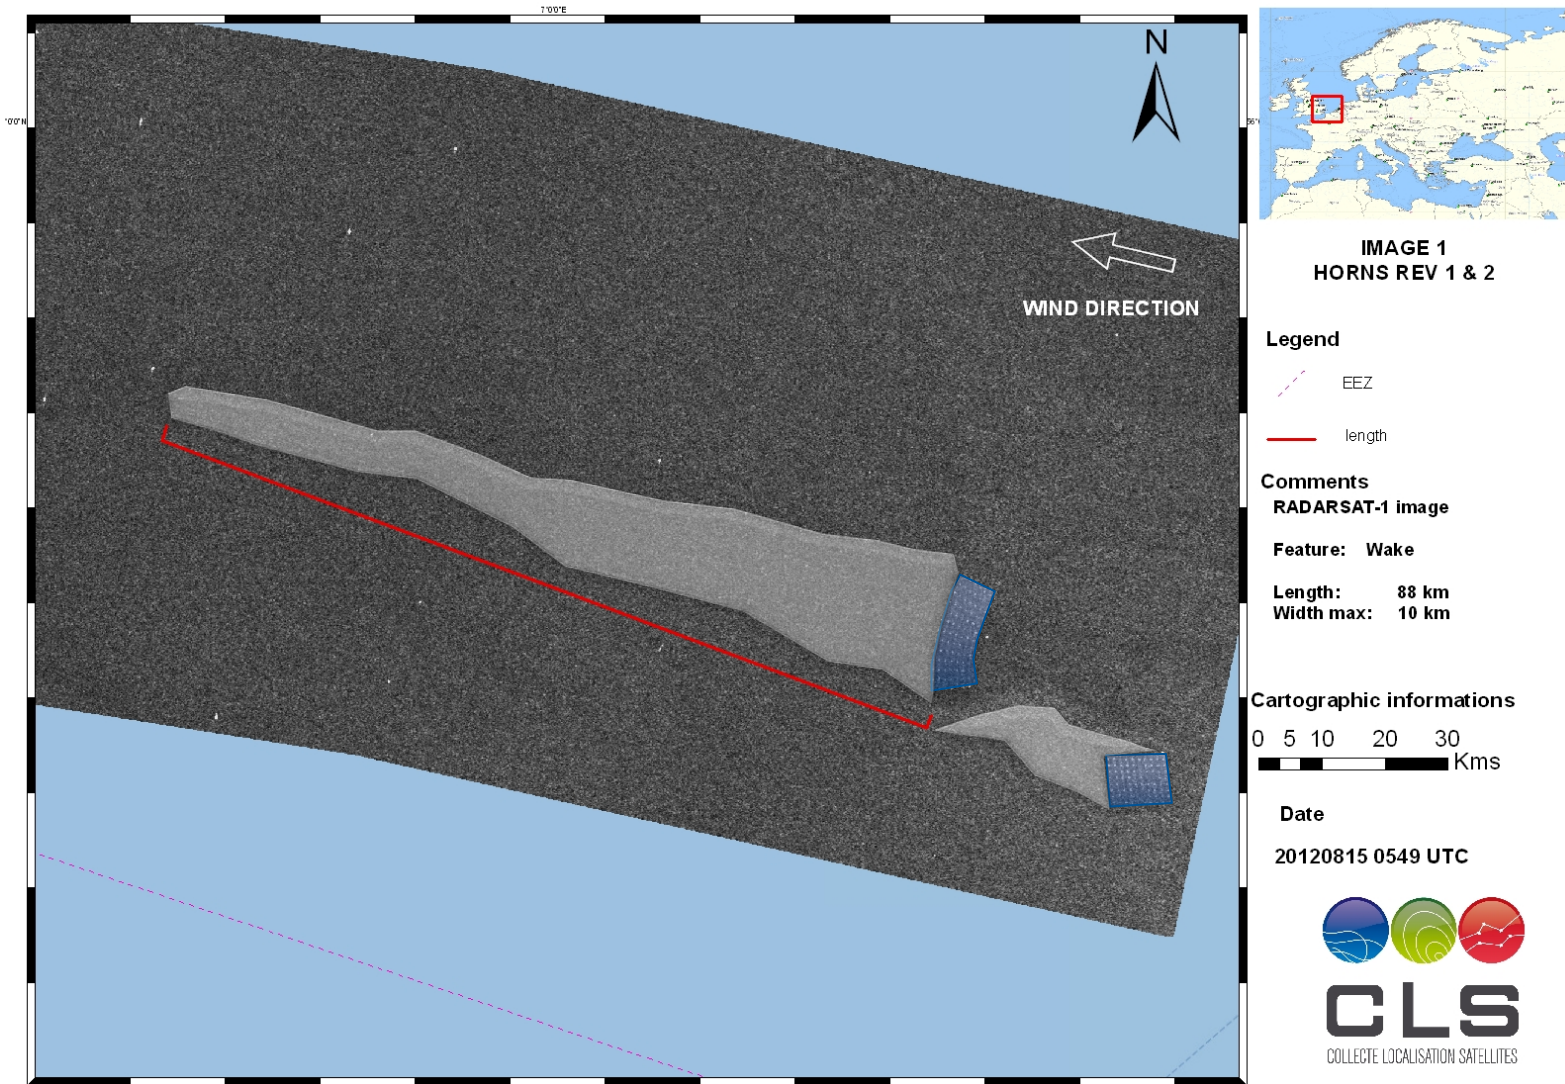 7°0'0"E
N
WIND DIRECTION
IMAGE 1
HORNS REV 1 & 2
Legend
EEZ
length
Comments
RADARSAT-1 image
Feature: Wake
Length: 88 km
Width max: 10 km
Cartographic informations
0 5 10 20 30
Kms
Date
20120815 0549 UTC
CLS
COLLECTE LOCALISATION SATELLITES